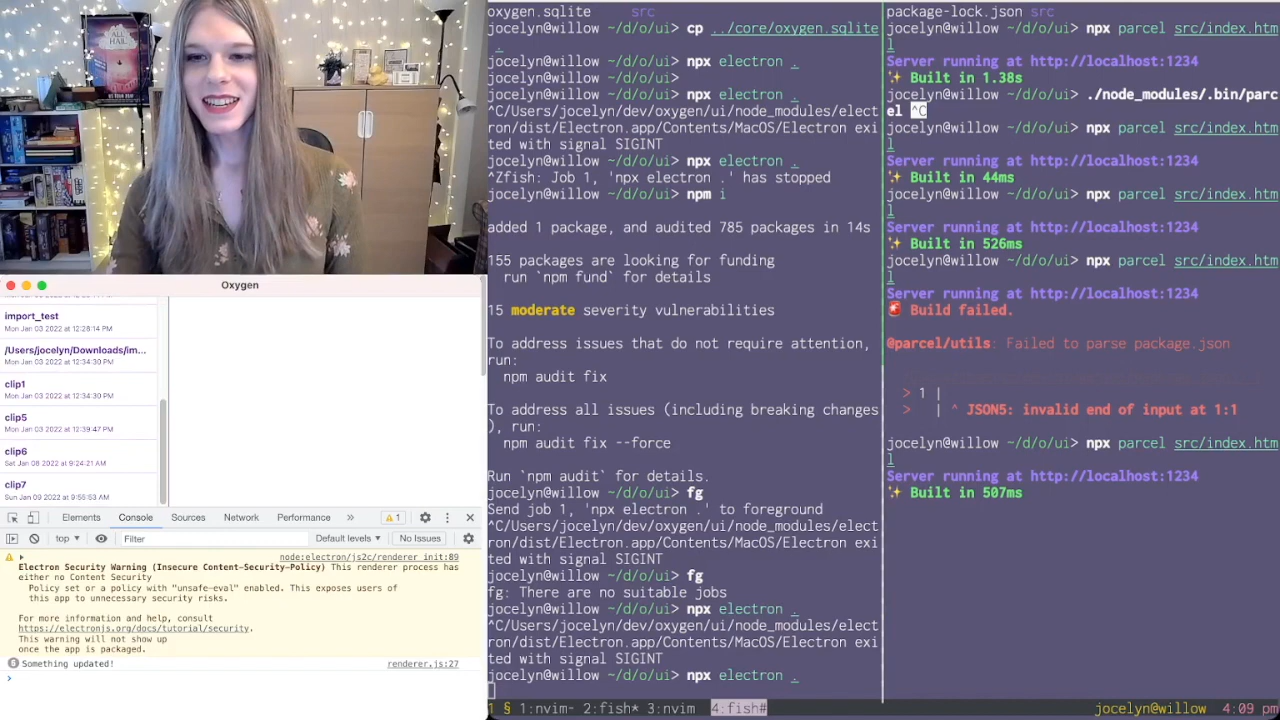 ALL HAIL
Oxygen
import_test
Mon Jan 03 2022 at 12:28:14 PM
/Users/jocelyn/Downloads/im...
Mon Jan 03 2022 at 12:34:30 PM
clip1
Mon Jan 03 2022 at 12:34:30 PM
clip5
Mon Jan 03 2022 at 12:39:47 PM
clip6
Sat Jan 08 2022 at 9:24:21 AM
clip7
Sun Jan 09 2022 at 9:55:53 AM
Elements Console Sources Network Performance » 1
top Filter Default levels No Issues
node:electron/js2c/renderer_init:89
Electron Security Warning (Insecure Content-Security-Policy) This renderer process has
either no Content Security
Policy set or a policy with "unsafe-eval" enabled. This exposes users of
this app to unnecessary security risks.
For more information and help, consult
https://electronjs.org/docs/tutorial/security.
This warning will not show up
once the app is packaged.
Something updated! renderer.js:27
>
oxygen.sqlite src
jocelyn@willow ~/d/o/ui> cp ../core/oxygen.sqlite
.
jocelyn@willow ~/d/o/ui> npx electron .
jocelyn@willow ~/d/o/ui>
jocelyn@willow ~/d/o/ui> npx electron .
^C/Users/jocelyn/dev/oxygen/ui/node_modules/elect
ron/dist/Electron.app/Contents/MacOS/Electron exi
ted with signal SIGINT
jocelyn@willow ~/d/o/ui> npx electron .
^Zfish: Job 1, 'npx electron .' has stopped
jocelyn@willow ~/d/o/ui> npm i
added 1 package, and audited 785 packages in 14s
155 packages are looking for funding
run `npm fund` for details
15 moderate severity vulnerabilities
To address issues that do not require attention,
run:
npm audit fix
To address all issues (including breaking changes
), run:
npm audit fix --force
Run `npm audit` for details.
jocelyn@willow ~/d/o/ui> fg
Send job 1, 'npx electron .' to foreground
^C/Users/jocelyn/dev/oxygen/ui/node_modules/elect
ron/dist/Electron.app/Contents/MacOS/Electron exi
ted with signal SIGINT
jocelyn@willow ~/d/o/ui> fg
fg: There are no suitable jobs
jocelyn@willow ~/d/o/ui> npx electron .
^C/Users/jocelyn/dev/oxygen/ui/node_modules/elect
ron/dist/Electron.app/Contents/MacOS/Electron exi
ted with signal SIGINT
jocelyn@willow ~/d/o/ui> npx electron .
package-lock.json src
jocelyn@willow ~/d/o/ui> npx parcel src/index.htm
l
Server running at http://localhost:1234
✨ Built in 1.38s
jocelyn@willow ~/d/o/ui> ./node_modules/.bin/parc
el ^C
jocelyn@willow ~/d/o/ui> npx parcel src/index.htm
l
Server running at http://localhost:1234
✨ Built in 44ms
jocelyn@willow ~/d/o/ui> npx parcel src/index.htm
l
Server running at http://localhost:1234
✨ Built in 526ms
jocelyn@willow ~/d/o/ui> npx parcel src/index.htm
l
Server running at http://localhost:1234
🚨 Build failed.
@parcel/utils: Failed to parse package.json
> 1 |
> | ^ JSON5: invalid end of input at 1:1
jocelyn@willow ~/d/o/ui> npx parcel src/index.htm
l
Server running at http://localhost:1234
✨ Built in 507ms
0 § 1:nvim- 2:fish* 3:nvim 4:fish# jocelyn@willow 4:09 pm